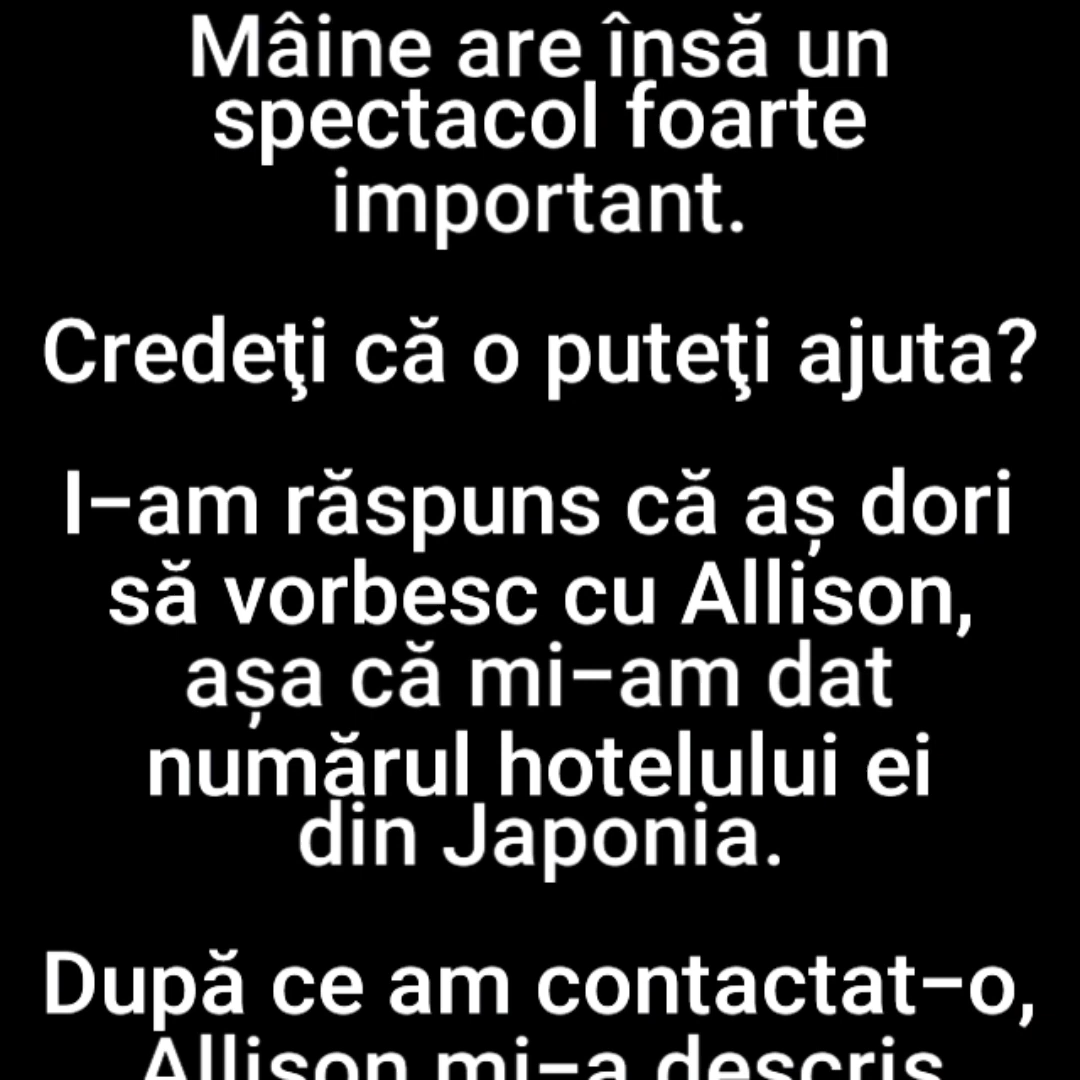 Mâine are însă un
spectacol foarte
important.
Credeţi că o puteţi ajuta?
I-am răspuns că aș dori
să vorbesc cu Allison,
așa că mi-am dat
numărul hotelului ei
din Japonia.
După ce am contactat-o,
Allison mi-a descris